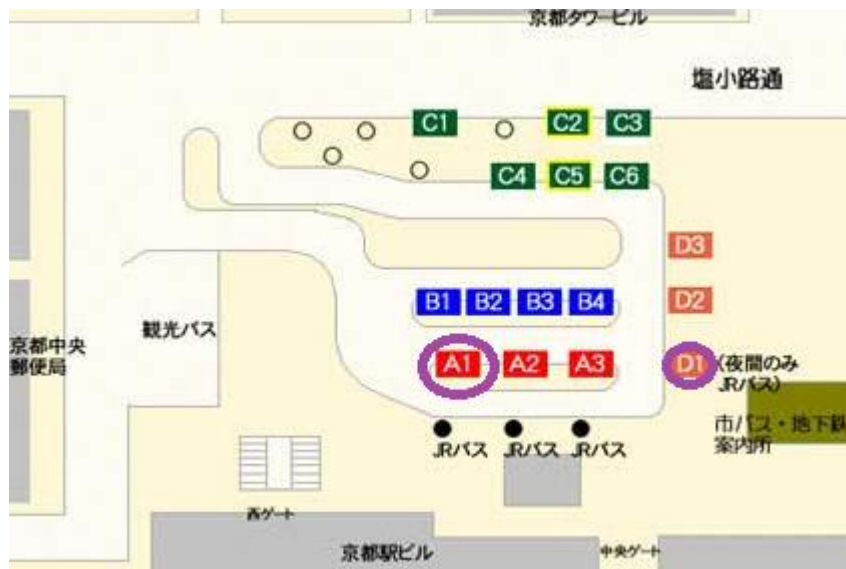 京都タワービル
塩小路通
C1
C2
C3
C4
C5
C6
D3
B1 B2 B3 B4
D2
観光バス
京都中央
郵便局
A1
A2
A3
D1
(夜間のみ
JRバス)
市バス・地下鉄
案内所
JRバス
JRバス
JRバス
西ゲート
京都駅ビル
中央ゲート